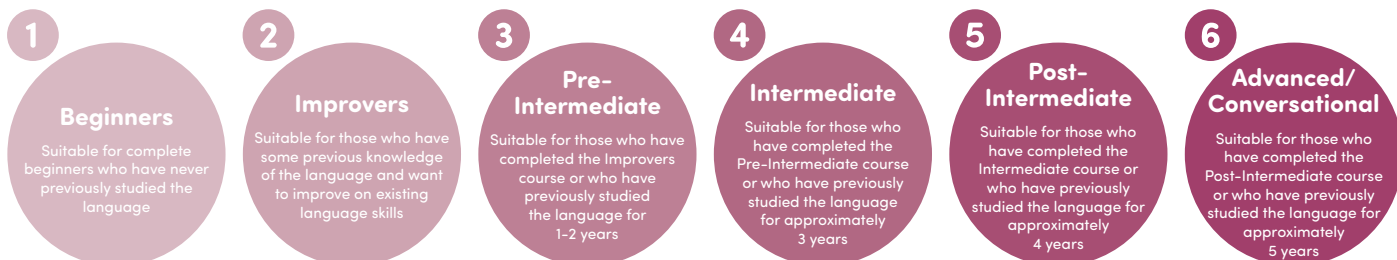 1
Beginners
Suitable for complete
beginners who have never
previously studied the
language
2
Improvers
Suitable for those who have
some previous knowledge
of the language and want
to improve on existing
language skills
3
Pre-
Intermediate
Suitable for those who have
completed the Improvers
course or who have
previously studied
the language for
1-2 years
4
Intermediate
Suitable for those who
have completed the
Pre-Intermediate course
or who have previously
studied the language
for approximately
3 years
5
Post-
Intermediate
Suitable for those who
have completed the
Intermediate course or
who have previously
studied the language for
approximately
4 years
6
Advanced/
Conversational
Suitable for those who
have completed the
Post-Intermediate course
or who have previously
studied the language for
approximately
5 years